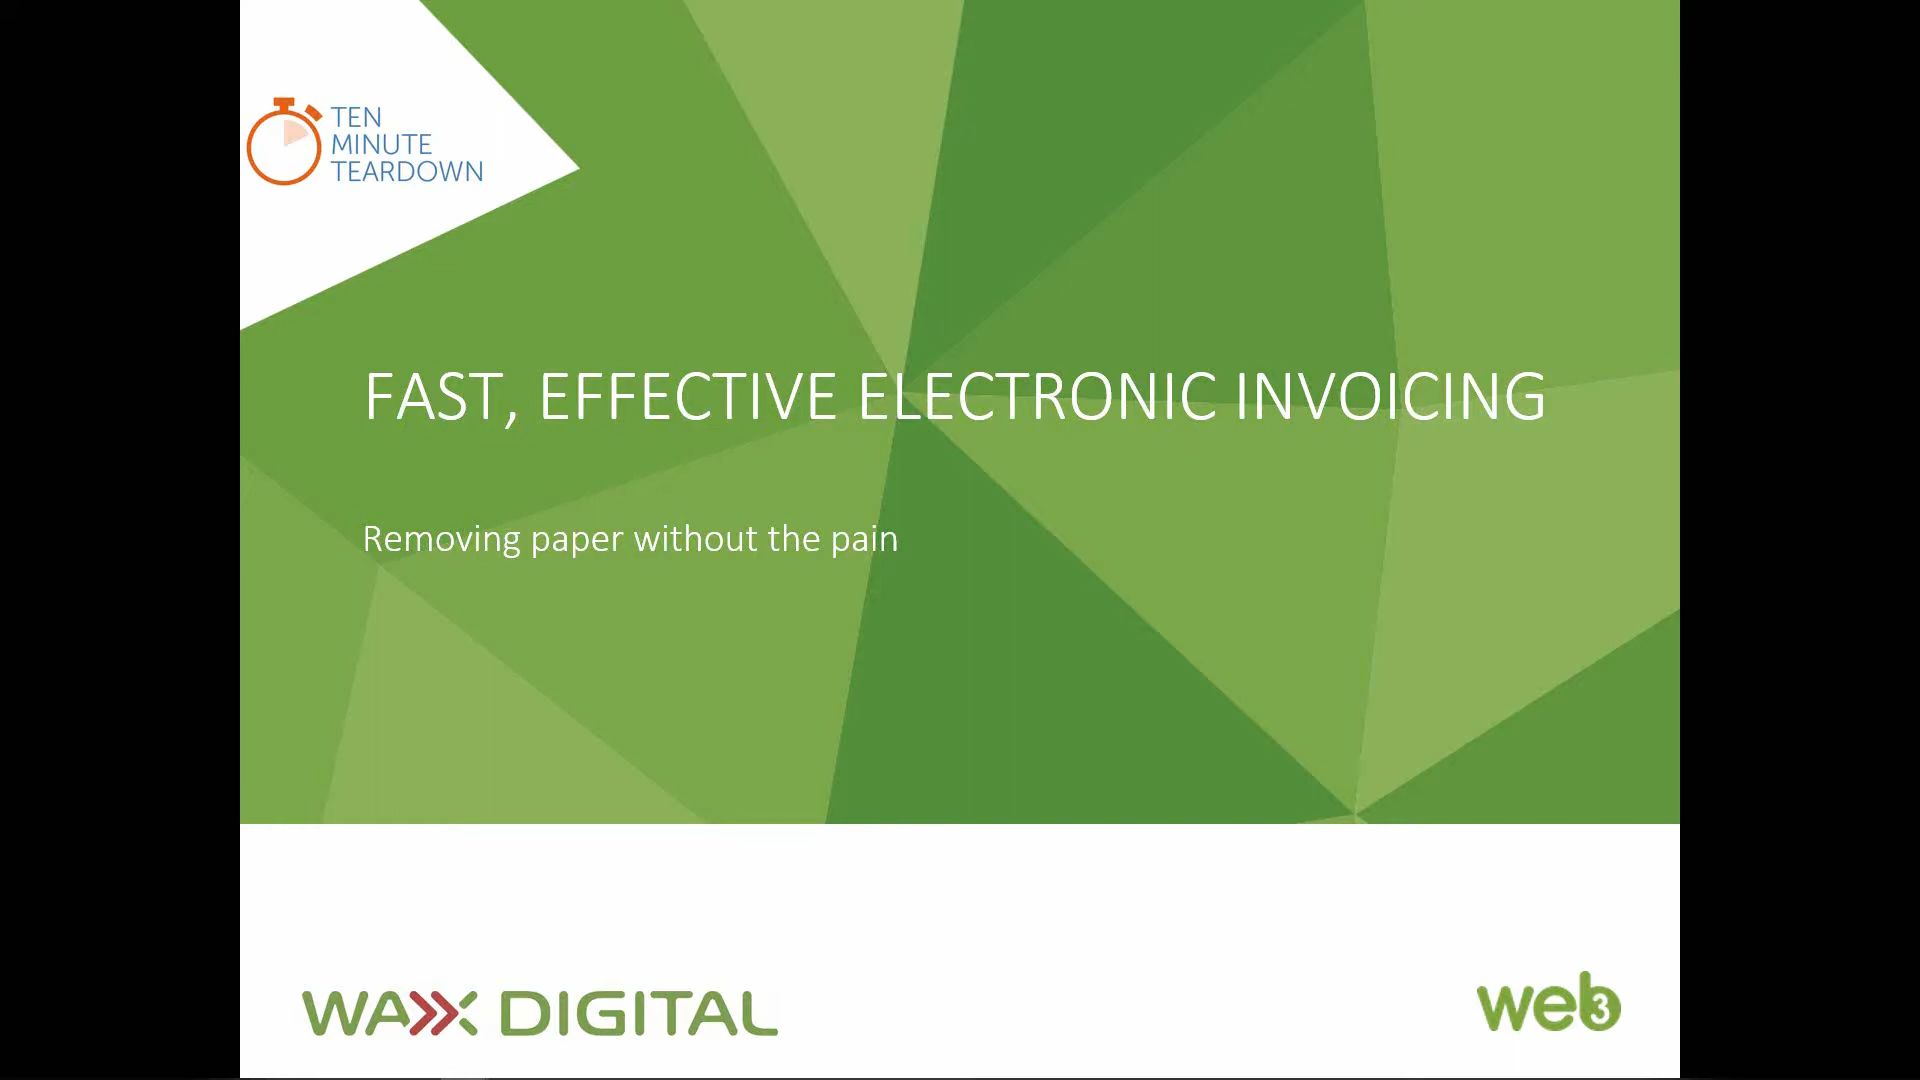 TEN
MINUTE
TEARDOWN
FAST, EFFECTIVE ELECTRONIC INVOICING
Removing paper without the pain
WAX DIGITAL
web3